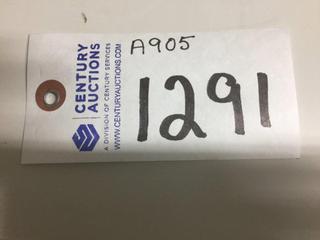 CENTURY
AUCTIONS
A DIVISION OF CENTURY SERVICES
WWW.CENTURYAUCTIONS.COM
A905
1291